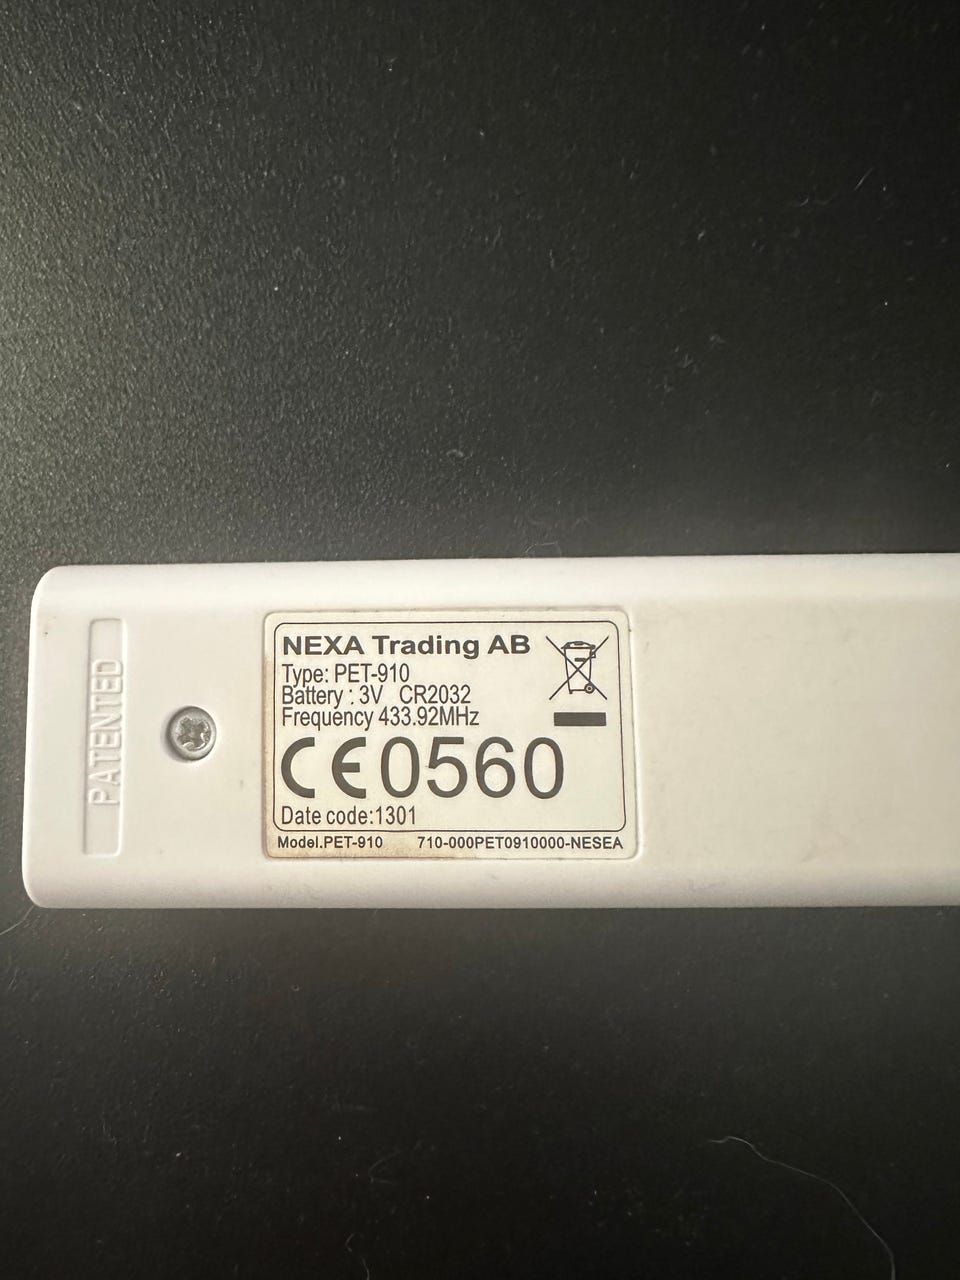 PATENTED
NEXA Trading AB
Type: PET-910
Battery : 3V CR2032
Frequency 433.92MHz
CE0560
Date code:1301
Model.PET-910 710-000PET0910000-NESEA